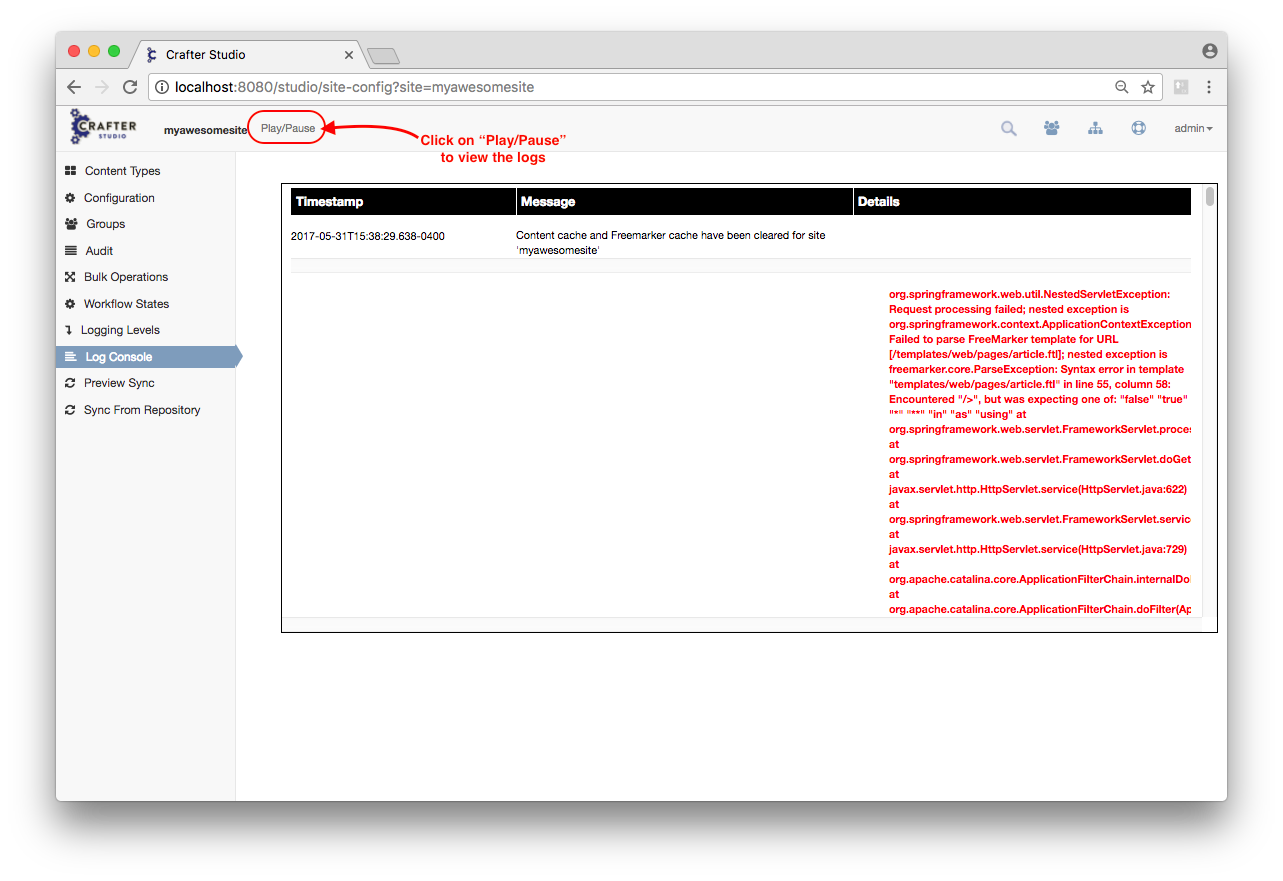 Crafter Studio
localhost:8080/studio/site-config?site=myawesomesite
CRAFTER
STUDIO
myawesomesite
Play/Pause
Click on “Play/Pause”
to view the logs
admin
Content Types
Configuration
Groups
Audit
Bulk Operations
Workflow States
Logging Levels
Log Console
Preview Sync
Sync From Repository
Timestamp Message Details
2017-05-31T15:38:29.638-0400 Content cache and Freemarker cache have been cleared for site
'myawesomesite'
org.springframework.web.util.NestedServletException:
Request processing failed; nested exception is
org.springframework.context.ApplicationContextException
Failed to parse FreeMarker template for URL
[/templates/web/pages/article.ftl]; nested exception is
freemarker.core.ParseException: Syntax error in template
"templates/web/pages/article.ftl" in line 55, column 58:
Encountered "/>", but was expecting one of: "false" "true"
"*" "**" "in" "as" "using" at
org.springframework.web.servlet.FrameworkServlet.proces
at
org.springframework.web.servlet.FrameworkServlet.doGet
at
javax.servlet.http.HttpServlet.service(HttpServlet.java:622)
at
org.springframework.web.servlet.FrameworkServlet.servic
at
javax.servlet.http.HttpServlet.service(HttpServlet.java:729)
at
org.apache.catalina.core.ApplicationFilterChain.internalDo
at
org.apache.catalina.core.ApplicationFilterChain.doFilter(Ap